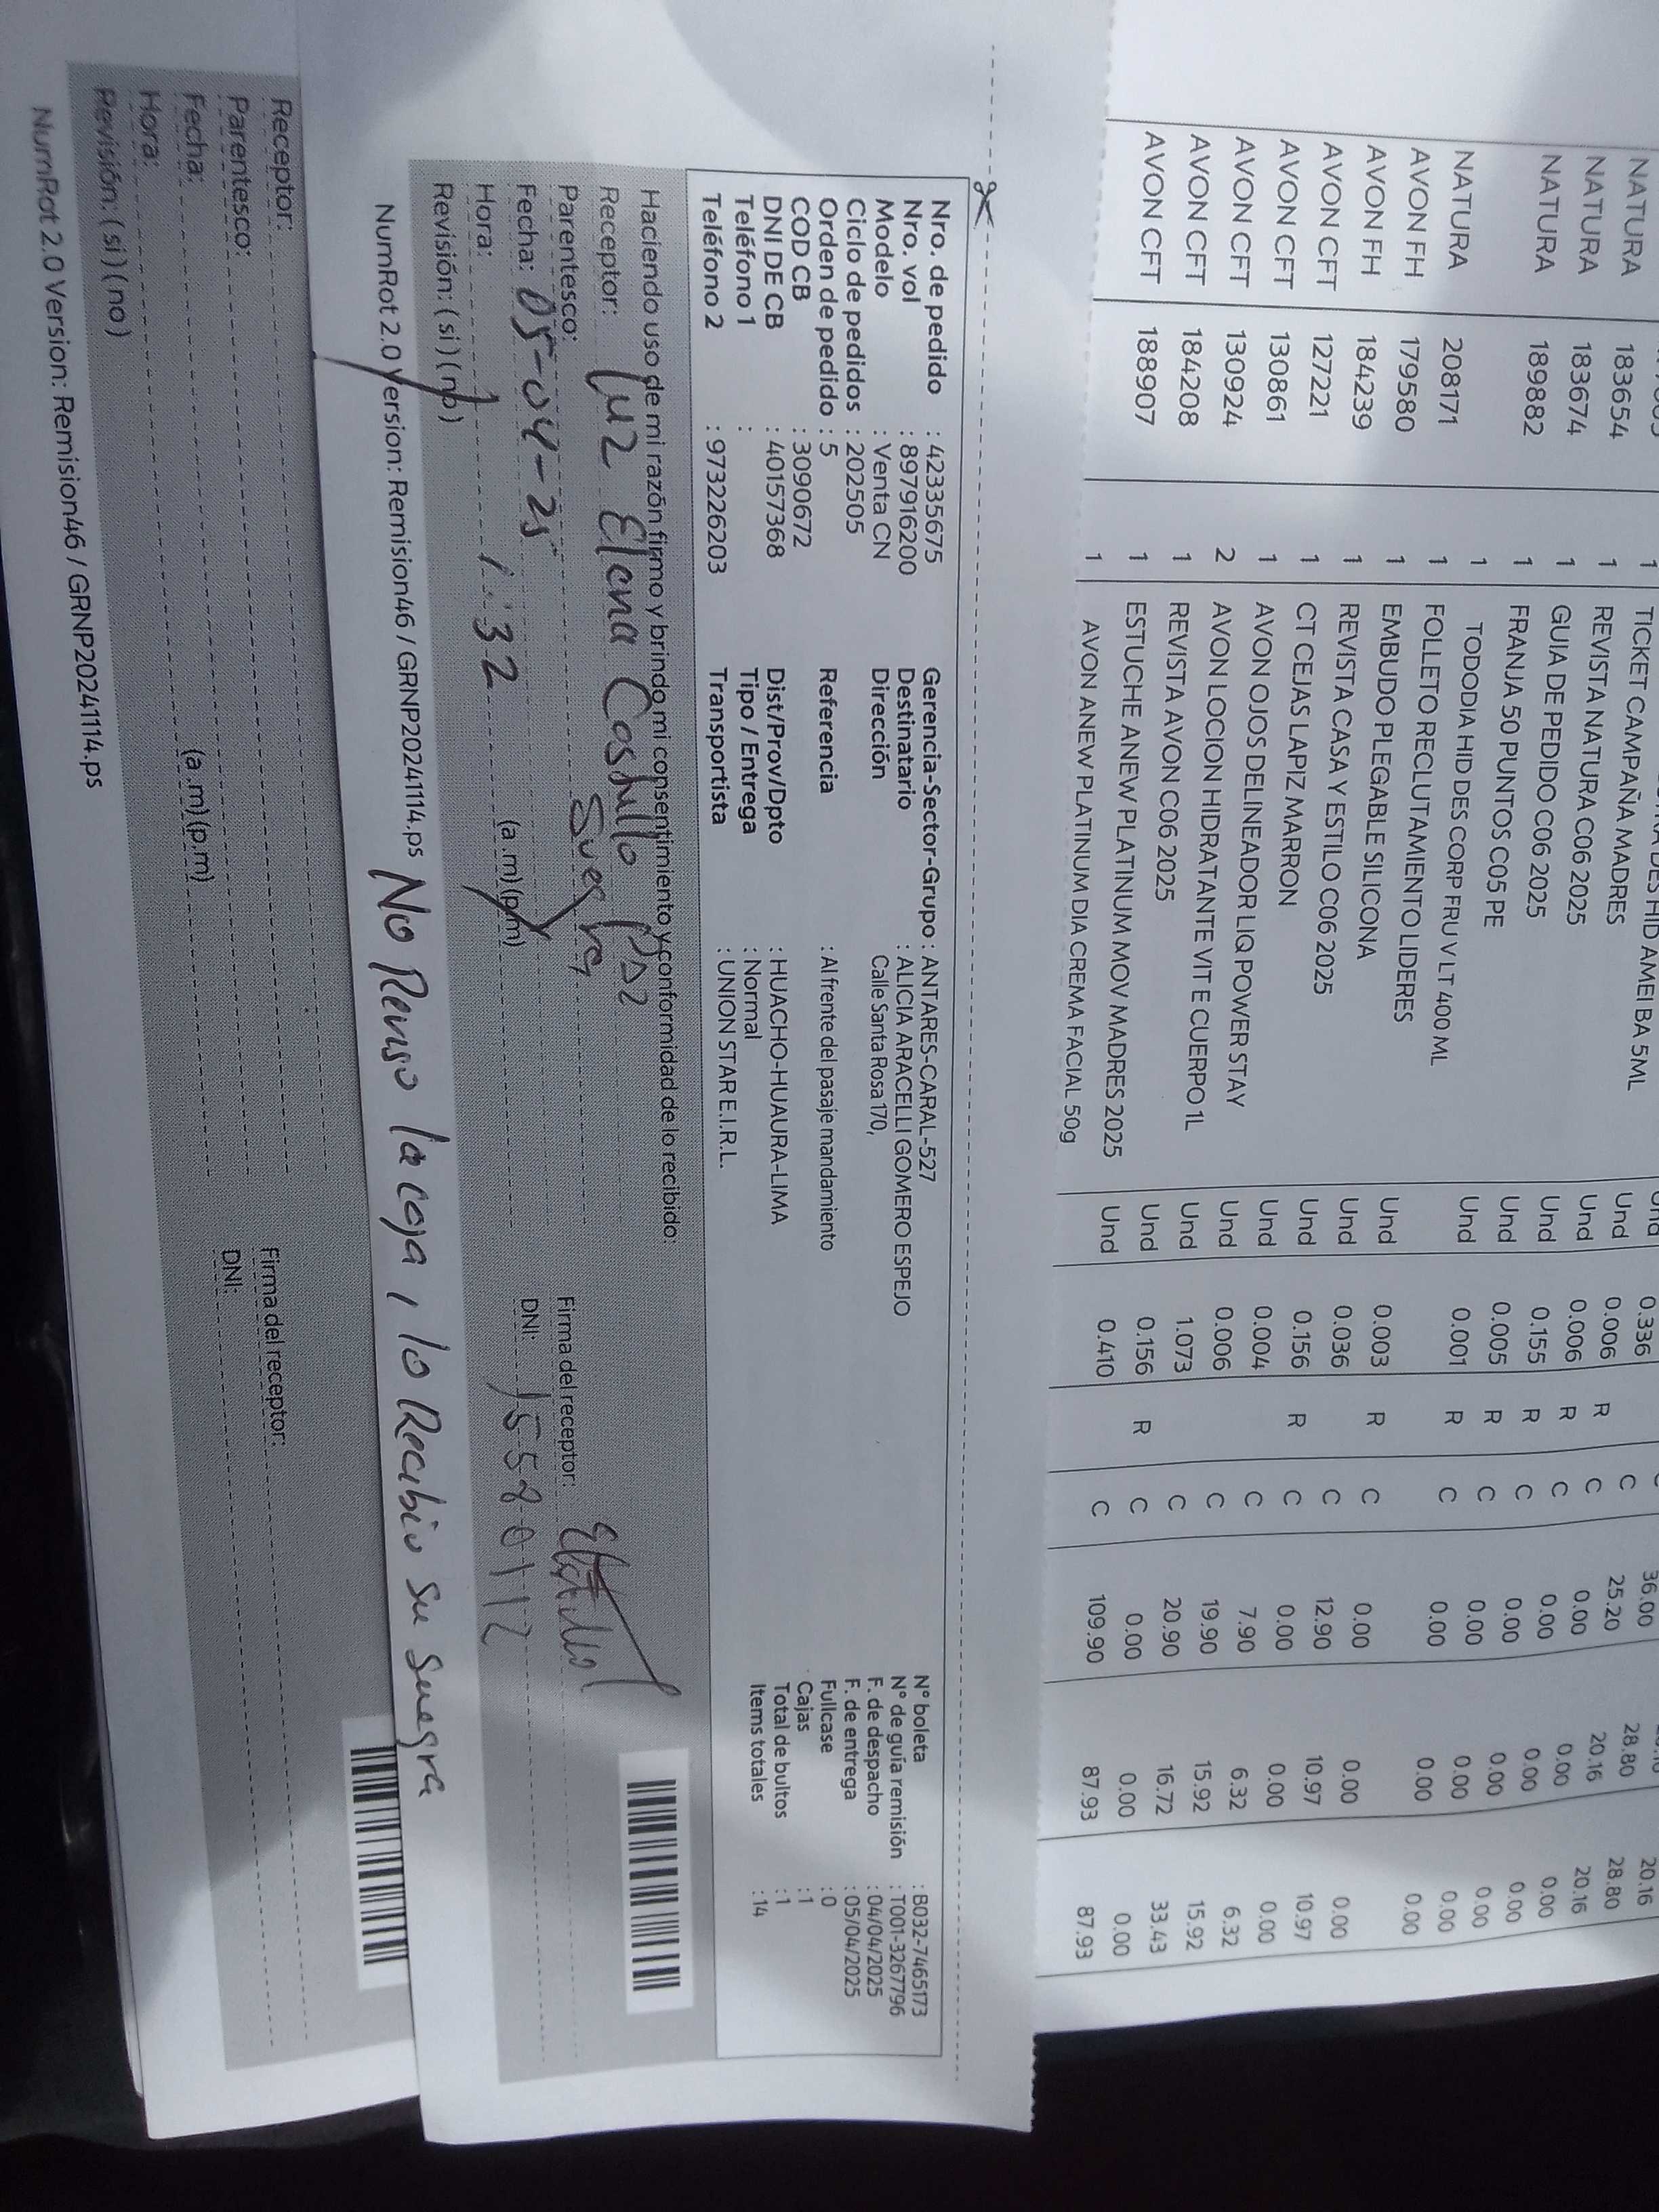 NATURA 183654 1 TICKET CAMPAÑA MADRES Und 0.336 C 36.00 28.80 20.16
NATURA 183674 1 REVISTA NATURA C06 2025 Und 0.006 R C 25.20 20.16 28.80
NATURA 189882 1 GUIA DE PEDIDO C06 2025 Und 0.006 R C 0.00 0.00 20.16
1 FRANJA 50 PUNTOS C05 PE Und 0.155 R C 0.00 0.00 0.00
NATURA 208171 1 TODODIA HID DES CORP FRU V LT 400 ML Und 0.005 R C 0.00 0.00 0.00
AVON FH 179580 1 FOLLETO RECLUTAMIENTO LIDERES Und 0.001 R C 0.00 0.00 0.00
AVON FH 184239 1 EMBUDO PLEGABLE SILICONA 0.00 0.00 0.00
AVON CFT 127221 1 REVISTA CASA Y ESTILO C06 2025 Und 0.003 R C 0.00 0.00 0.00
AVON CFT 130861 1 CT CEJAS LAPIZ MARRON Und 0.036 C 12.90 10.97 10.97
AVON CFT 130924 1 AVON OJOS DELINEADOR LIQ POWER STAY Und 0.156 R C 0.00 0.00 0.00
AVON CFT 184208 2 AVON LOCION HIDRATANTE VIT E CUERPO 1L Und 0.004 C 7.90 6.32 6.32
AVON CFT 188907 1 REVISTA AVON C06 2025 Und 0.006 C 19.90 15.92 15.92
1 ESTUCHE ANEW PLATINUM MOV MADRES 2025 Und 1.073 C 20.90 16.72 33.43
1 AVON ANEW PLATINUM DIA CREMA FACIAL 50g Und 0.156 R C 0.00 0.00 0.00
Und 0.410 C 109.90 87.93 87.93
Nro. de pedido : 42335675 Gerencia-Sector-Grupo : ANTARES-CARAL-527 N° boleta : B032-7465173
Nro. vol : 897916200 Destinatario : ALICIA ARACELLI GOMERO ESPEJO N° de guía remisión : T001-3267796
Modelo : Venta CN Dirección Calle Santa Rosa 170, F. de despacho : 04/04/2025
Ciclo de pedidos : 202505 F. de entrega : 05/04/2025
Orden de pedido : 5 Referencia : Al frente del pasaje mandamiento Fullcase : 0
COD CB : 3090672 Cajas : 1
DNI DE CB : 40157368 Dist/Prov/Dpto : HUACHO-HUAURA-LIMA Total de bultos : 1
Teléfono 1 : Tipo / Entrega : Normal Items totales : 14
Teléfono 2 : 973226203 Transportista : UNION STAR E.I.R.L.
Haciendo uso de mi razón firmo y brindo mi consentimiento y conformidad de lo recibido:
Receptor: Luz Elena Castillo Firma del receptor:
Parentesco: Suegra DNI: 15580112
Fecha: 05-04-25
Hora: 1:32 (a.m)(p.m)
Revisión: (si)(no)
NumRot 2.0 Version: Remision46 / GRNP20241114.ps No Reviso la caja, lo Recibio su Suegra
Receptor: Firma del receptor:
Parentesco: DNI:
Fecha:
Hora: (a.m)(p.m)
Revisión: (si)(no)
NumRot 2.0 Version: Remision46 / GRNP20241114.ps